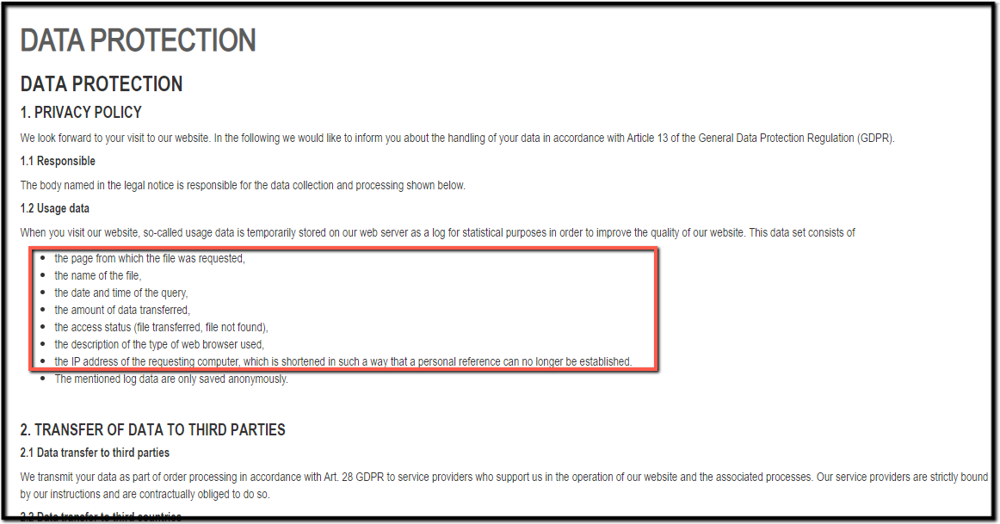 DATA PROTECTION
DATA PROTECTION
1. PRIVACY POLICY
We look forward to your visit to our website. In the following we would like to inform you about the handling of your data in accordance with Article 13 of the General Data Protection Regulation (GDPR).
1.1 Responsible
The body named in the legal notice is responsible for the data collection and processing shown below.
1.2 Usage data
When you visit our website, so-called usage data is temporarily stored on our web server as a log for statistical purposes in order to improve the quality of our website. This data set consists of
• the page from which the file was requested,
• the name of the file,
• the date and time of the query,
• the amount of data transferred,
• the access status (file transferred, file not found),
• the description of the type of web browser used,
• the IP address of the requesting computer, which is shortened in such a way that a personal reference can no longer be established.
• The mentioned log data are only saved anonymously.
2. TRANSFER OF DATA TO THIRD PARTIES
2.1 Data transfer to third parties
We transmit your data as part of order processing in accordance with Art. 28 GDPR to service providers who support us in the operation of our website and the associated processes. Our service providers are strictly bound
by our instructions and are contractually obliged to do so.
2.2 Data transfer to third countries